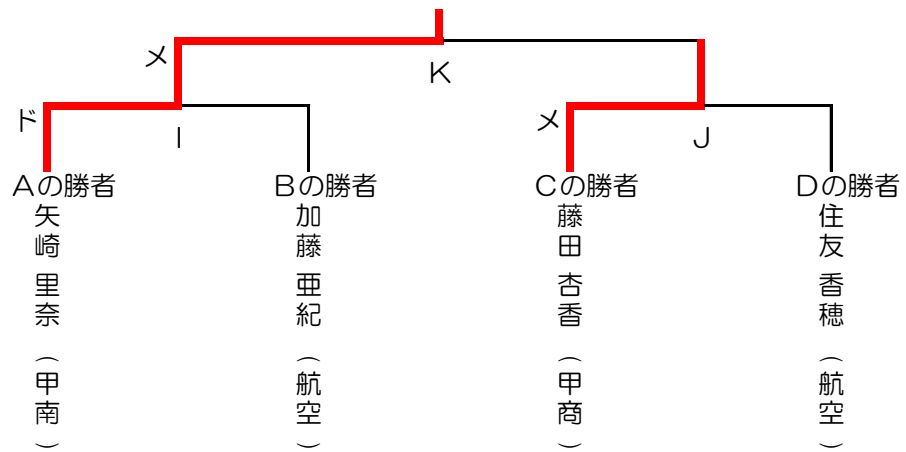 メ
K
ド
I
メ
J
Aの勝者
矢崎 里奈 (甲南)
Bの勝者
加藤 亜紀 (航空)
Cの勝者
藤田 杏香 (甲商)
Dの勝者
住友 香穂 (航空)